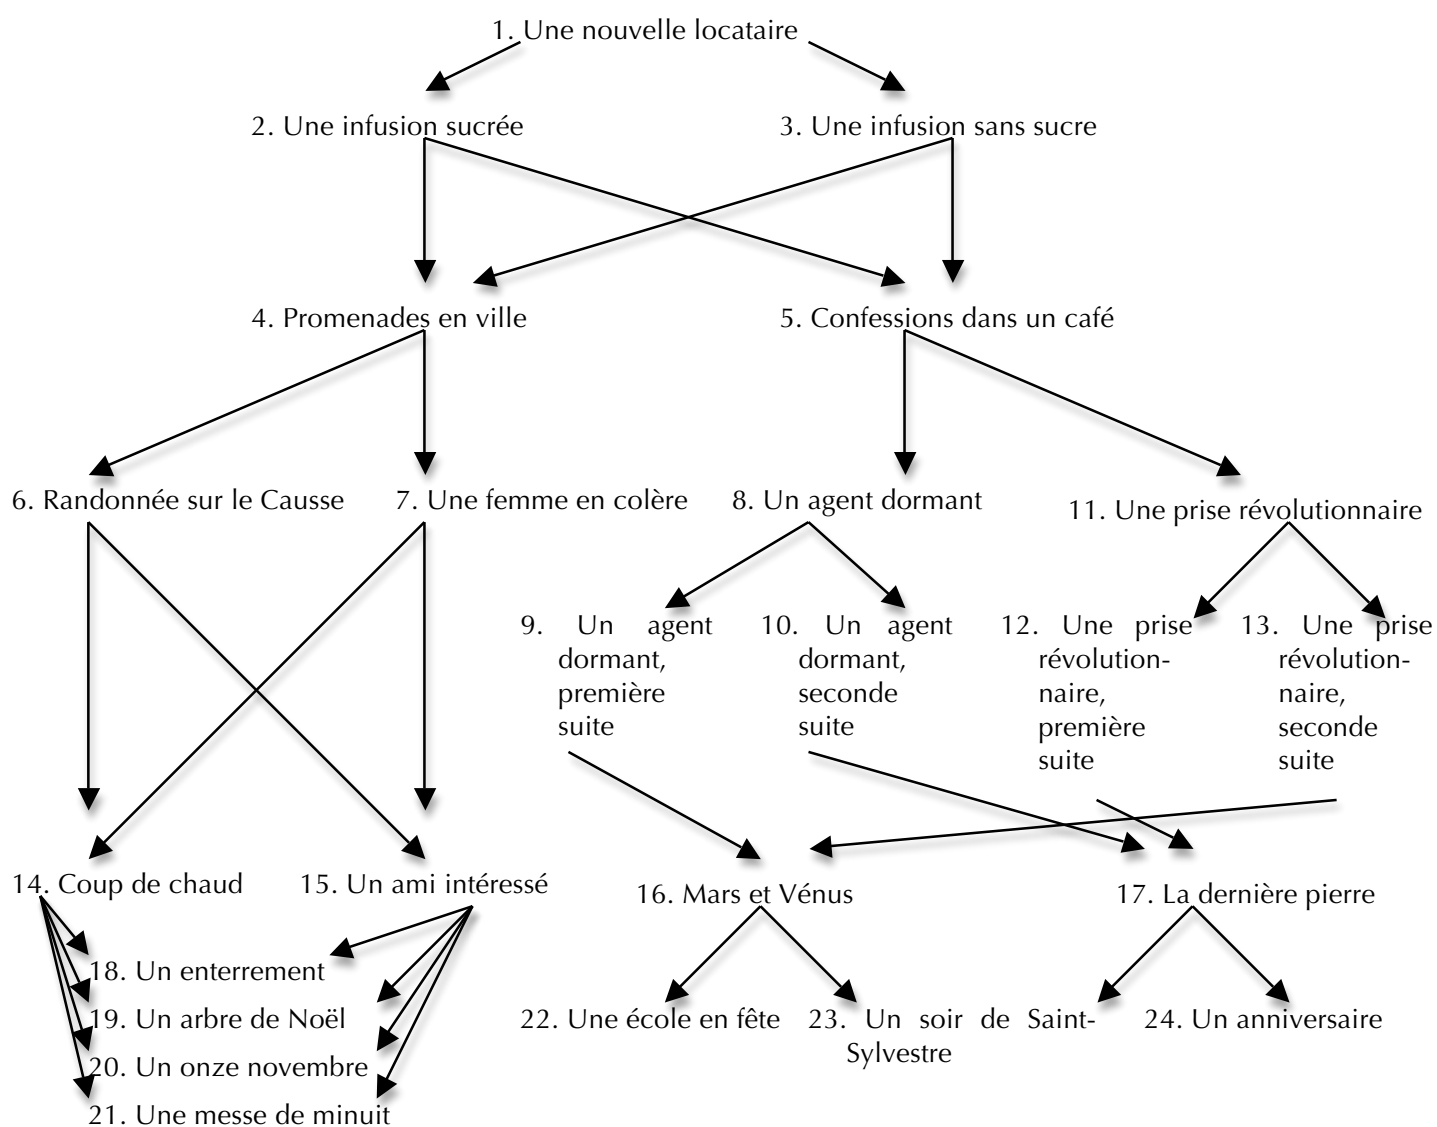 1. Une nouvelle locataire
2. Une infusion sucrée
3. Une infusion sans sucre
4. Promenades en ville
5. Confessions dans un café
6. Randonnée sur le Causse
7. Une femme en colère
8. Un agent dormant
11. Une prise révolutionnaire
9. Un agent
dormant,
première
suite
10. Un agent
dormant,
seconde
suite
12. Une prise
révolution-
naire,
première
suite
13. Une prise
révolution-
naire,
seconde
suite
14. Coup de chaud
15. Un ami intéressé
16. Mars et Vénus
17. La dernière pierre
18. Un enterrement
19. Un arbre de Noël
20. Un onze novembre
21. Une messe de minuit
22. Une école en fête
23. Un soir de Saint-
Sylvestre
24. Un anniversaire